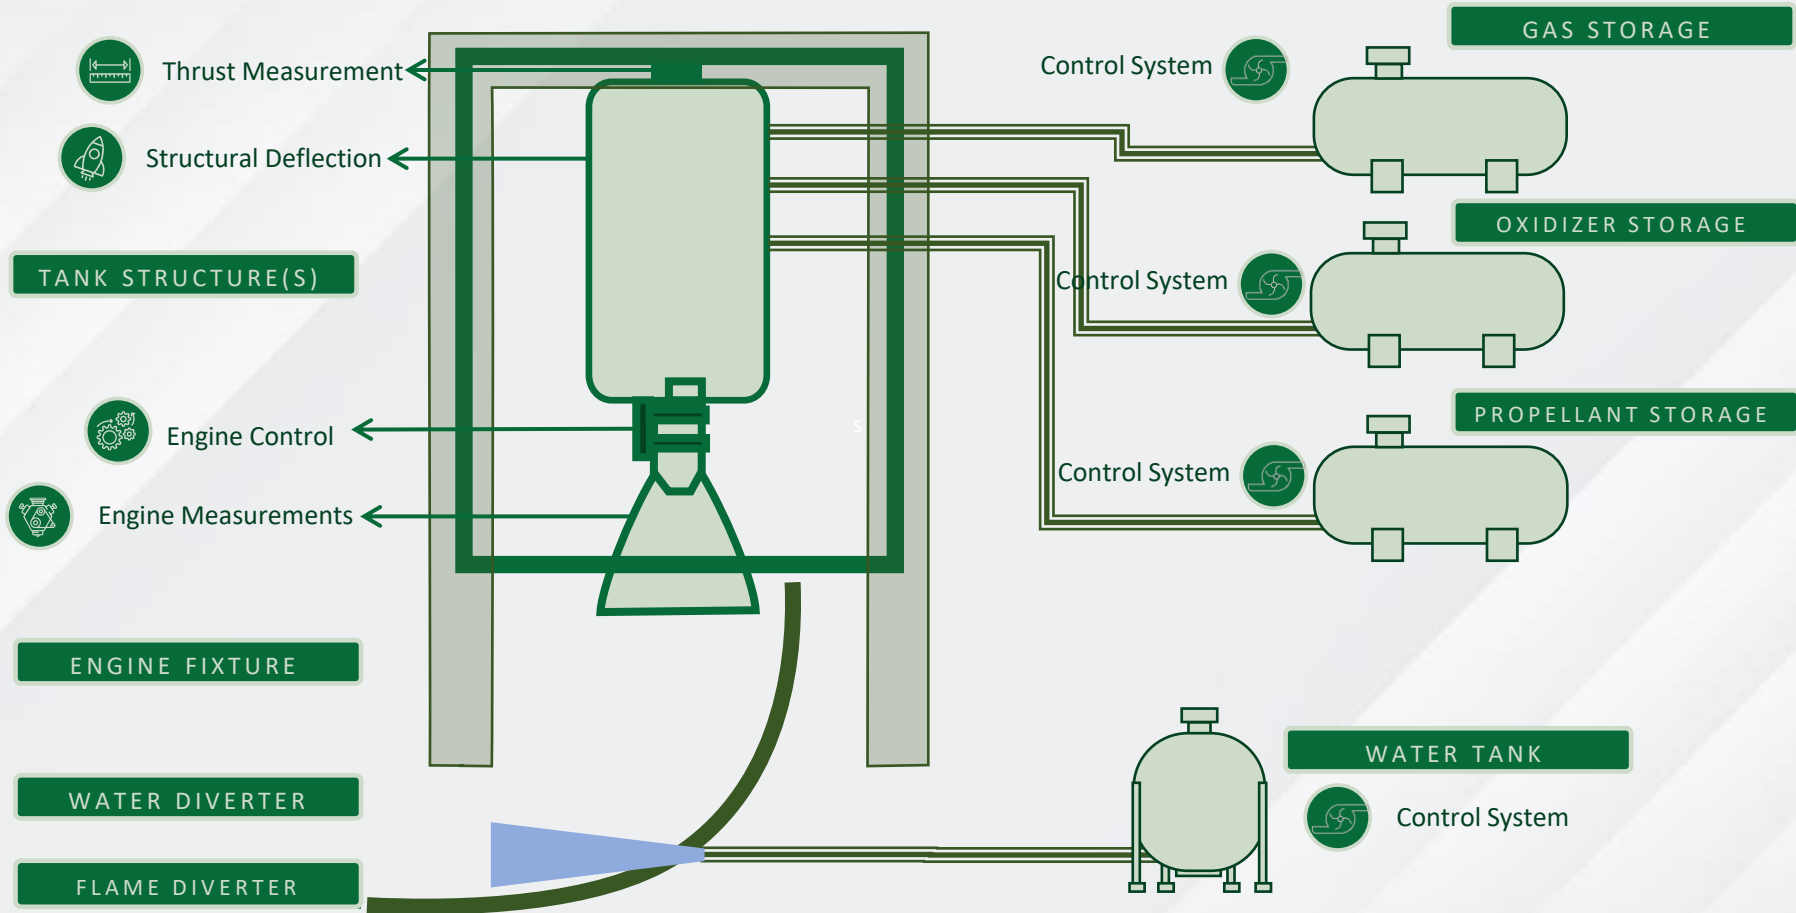 GAS STORAGE
Thrust Measurement
Control System
Structural Deflection
OXIDIZER STORAGE
TANK STRUCTURE(S)
Control System
PROPELLANT STORAGE
Engine Control
S
Control System
Engine Measurements
ENGINE FIXTURE
WATER TANK
WATER DIVERTER
Control System
FLAME DIVERTER